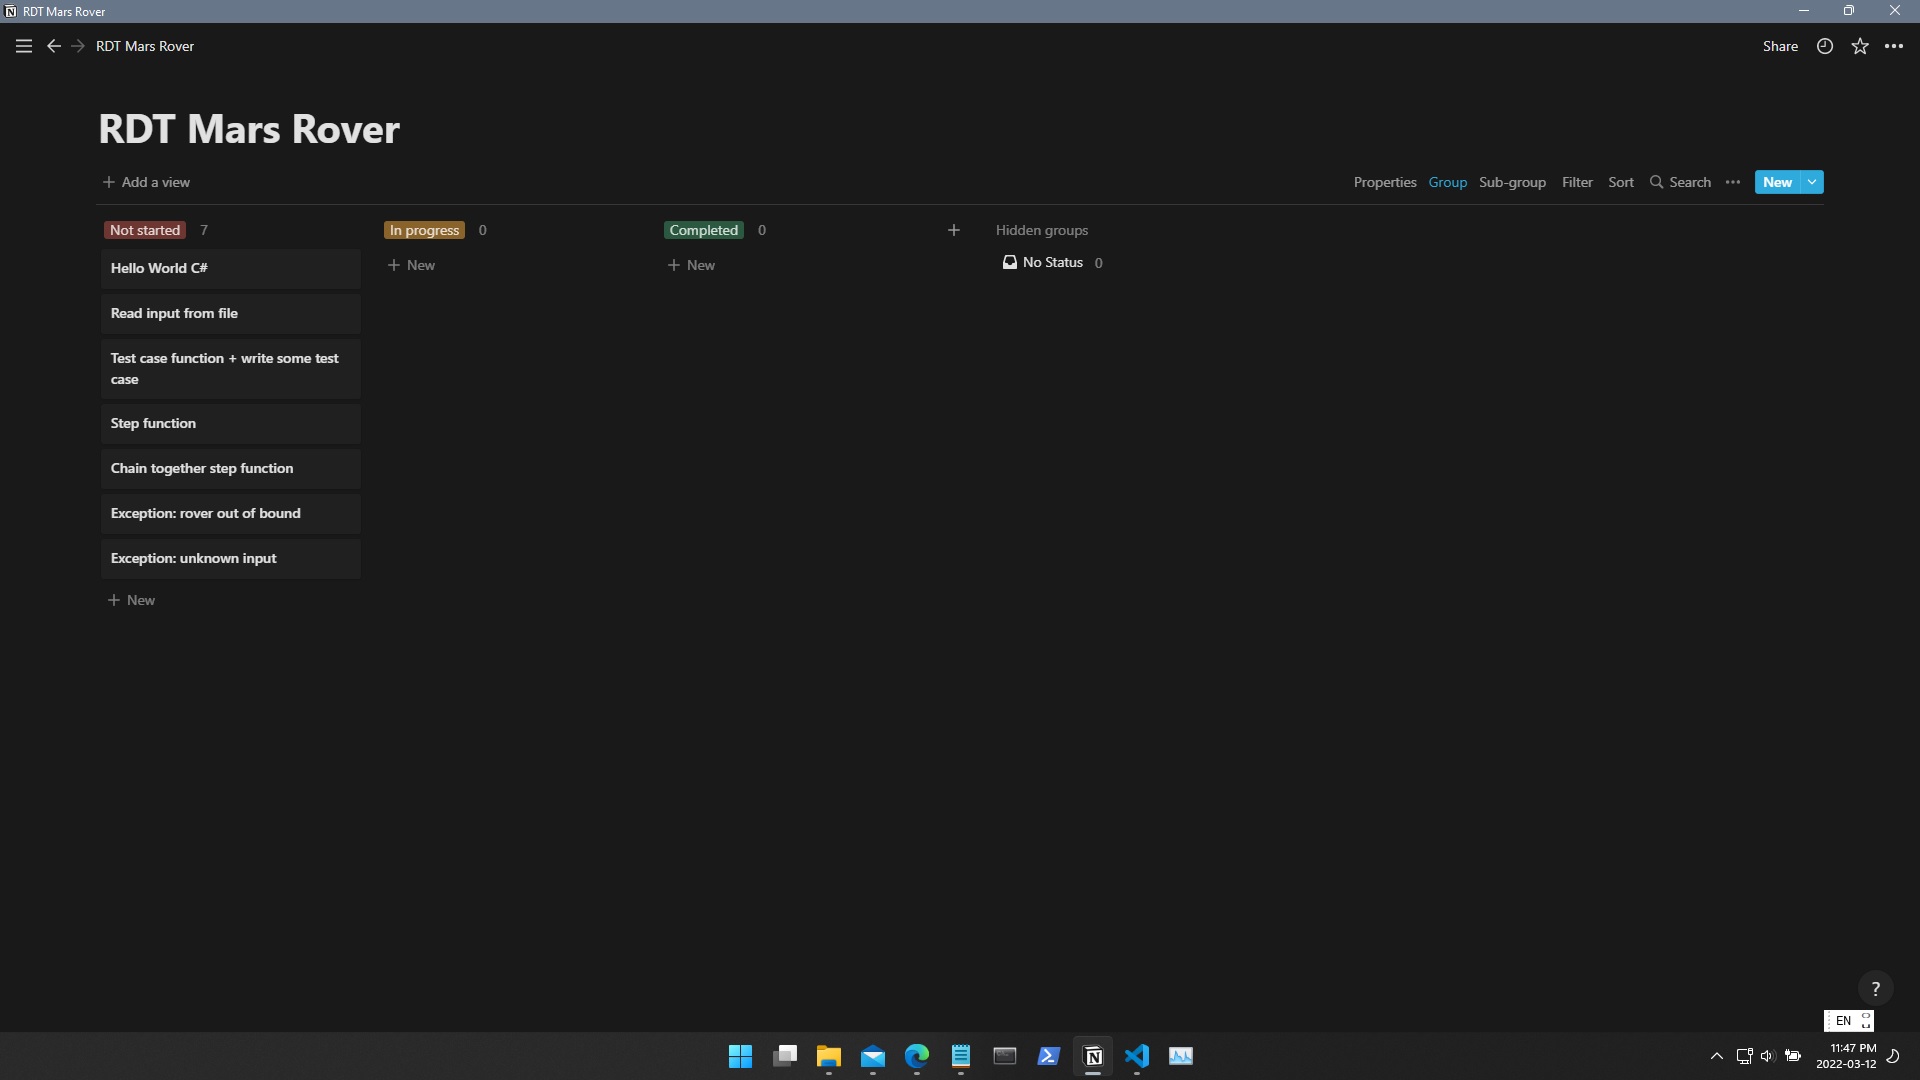 RDT Mars Rover
RDT Mars Rover
Share
RDT Mars Rover
Add a view
Properties Group Sub-group Filter Sort Search New
Not started 7
In progress 0
Completed 0
Hidden groups
Hello World C#
New
New
No Status 0
Read input from file
Test case function + write some test
case
Step function
Chain together step function
Exception: rover out of bound
Exception: unknown input
New
?
EN
11:47 PM
2022-03-12